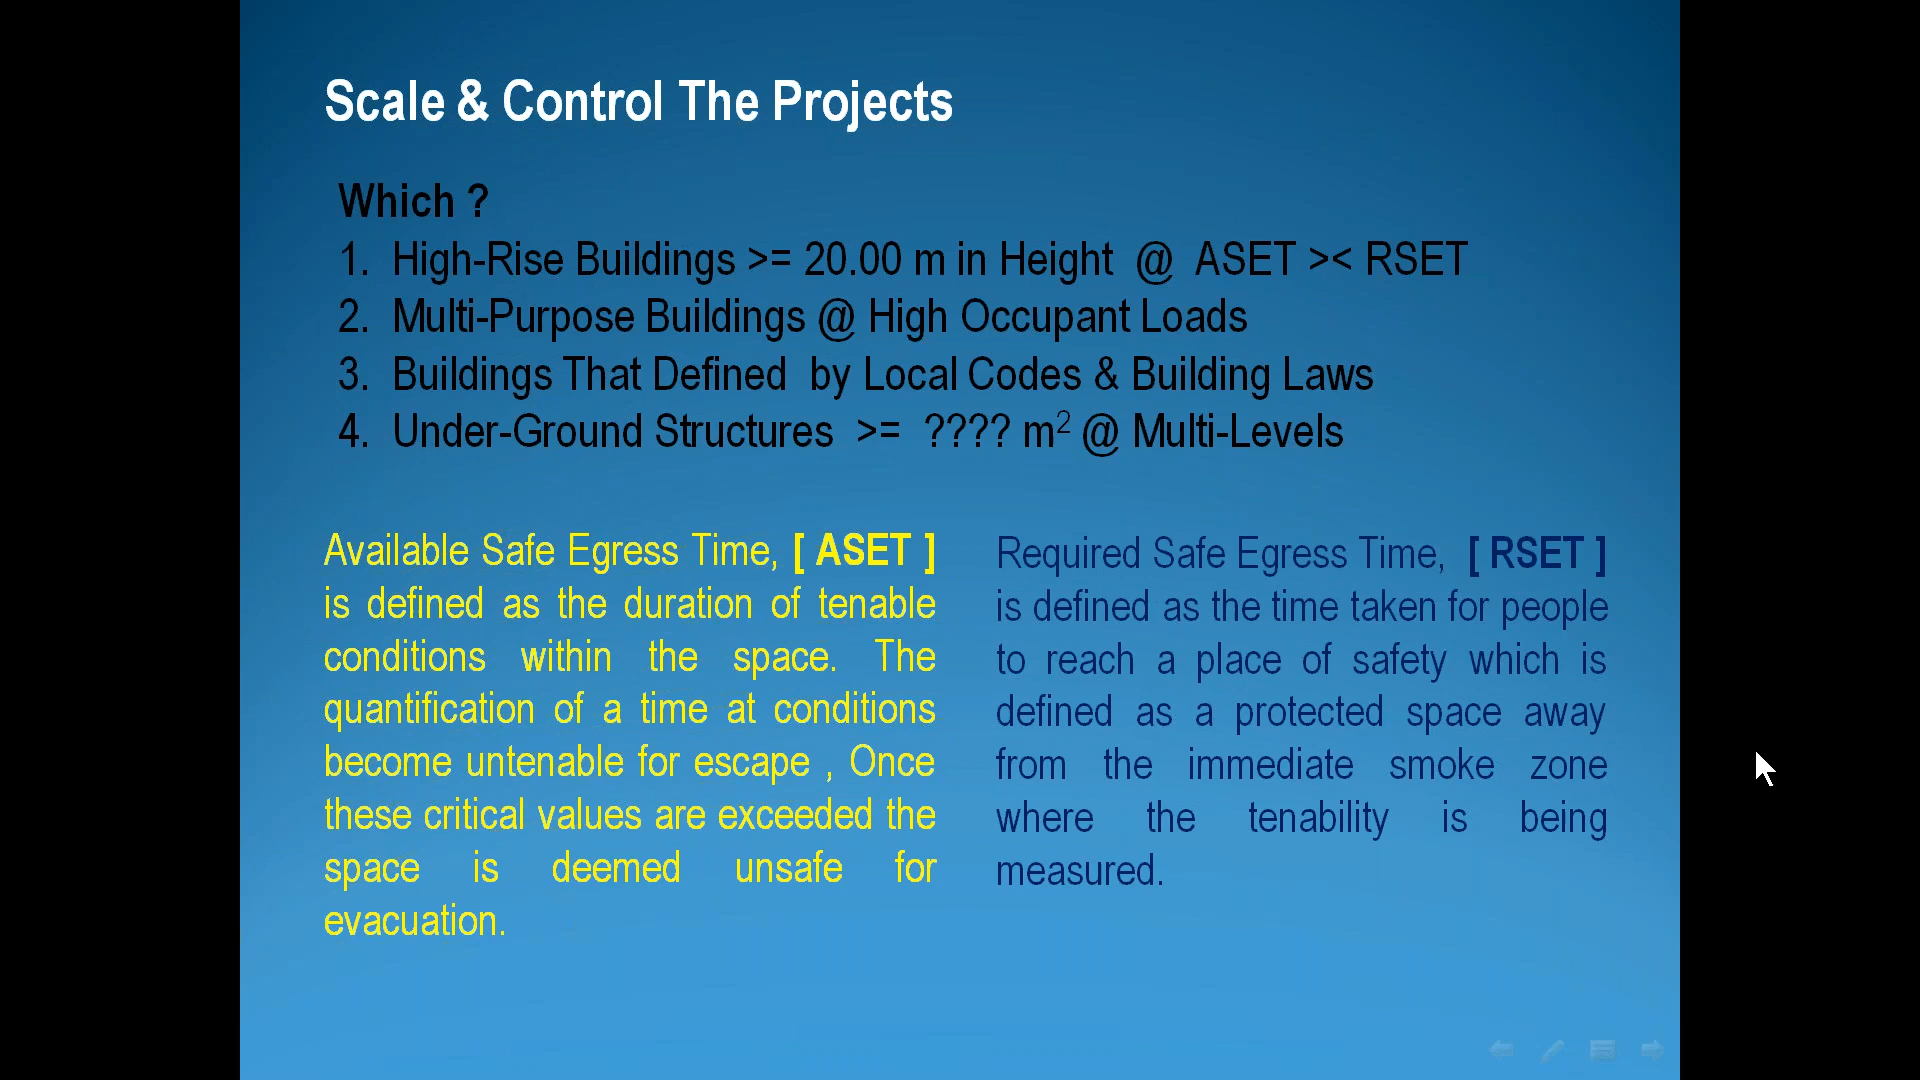 Scale & Control The Projects
Which ?
1. High-Rise Buildings >= 20.00 m in Height @ ASET >< RSET
2. Multi-Purpose Buildings @ High Occupant Loads
3. Buildings That Defined by Local Codes & Building Laws
4. Under-Ground Structures >= ???? m² @ Multi-Levels
Available Safe Egress Time, [ ASET ]
is defined as the duration of tenable
conditions within the space. The
quantification of a time at conditions
become untenable for escape , Once
these critical values are exceeded the
space is deemed unsafe for
evacuation.
Required Safe Egress Time, [ RSET ]
is defined as the time taken for people
to reach a place of safety which is
defined as a protected space away
from the immediate smoke zone
where the tenability is being
measured.